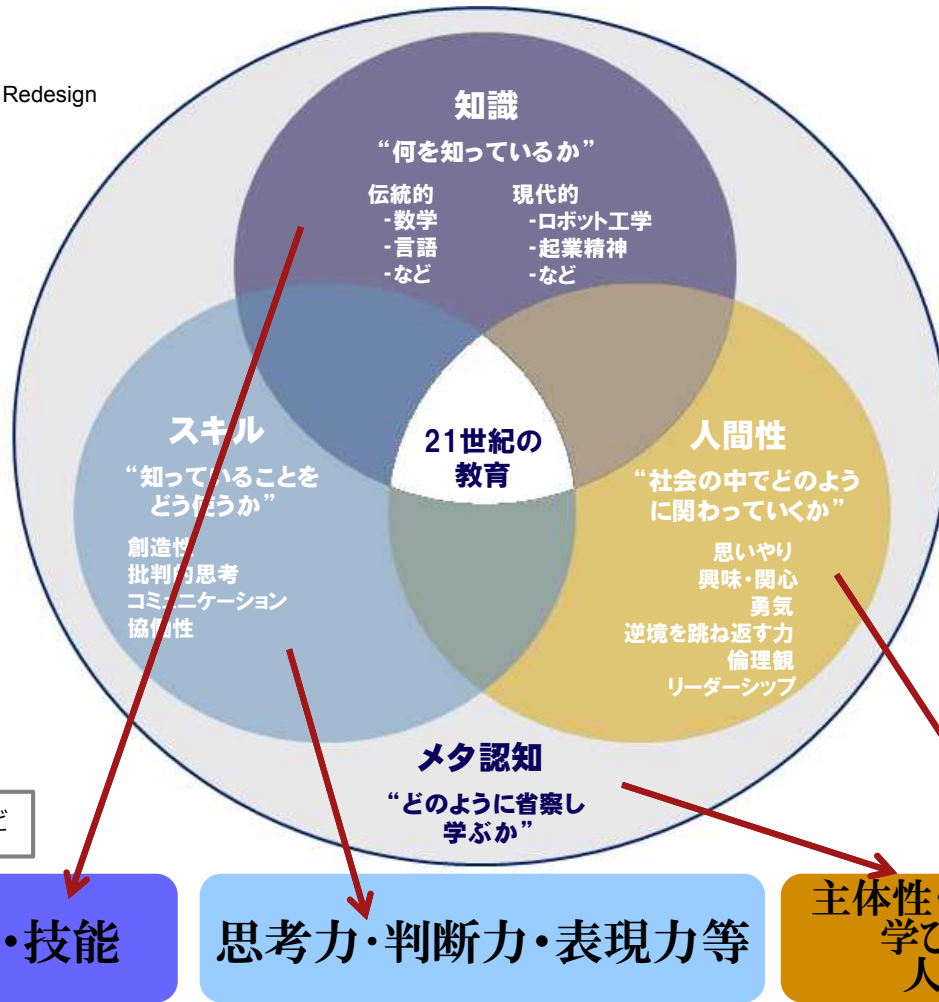 Redesign
知識
“何を知っているか”
伝統的
-数学
-言語
-など
現代的
-ロボット工学
-起業精神
-など
21世紀の
教育
スキル
“知っていることを
どう使うか”
創造性
批判的思考
コミュニケーション
協働性
人間性
“社会の中でどのよう
に関わっていくか”
思いやり
興味・関心
勇気
逆境を跳ね返す力
倫理観
リーダーシップ
メタ認知
“どのように省察し
学ぶか”
ど
・技能
思考力・判断力・表現力等
主体性・
学び
人